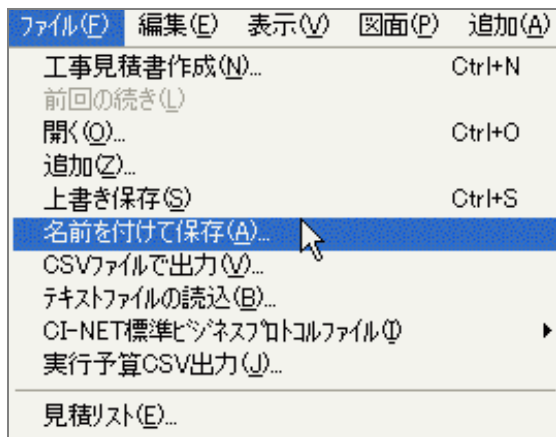 ファイル(F) 編集(E) 表示(V) 図面(P) 追加(A)
工事見積書作成(N)... Ctrl+N
前回の続き(L)
開く(O)... Ctrl+O
追加(Z)...
上書き保存(S) Ctrl+S
名前を付けて保存(A)...
CSVファイルで出力(V)...
テキストファイルの読込(B)...
CI-NET標準ビジネスプロトコルファイル(I)
実行予算CSV出力(J)...
見積リスト(E)...